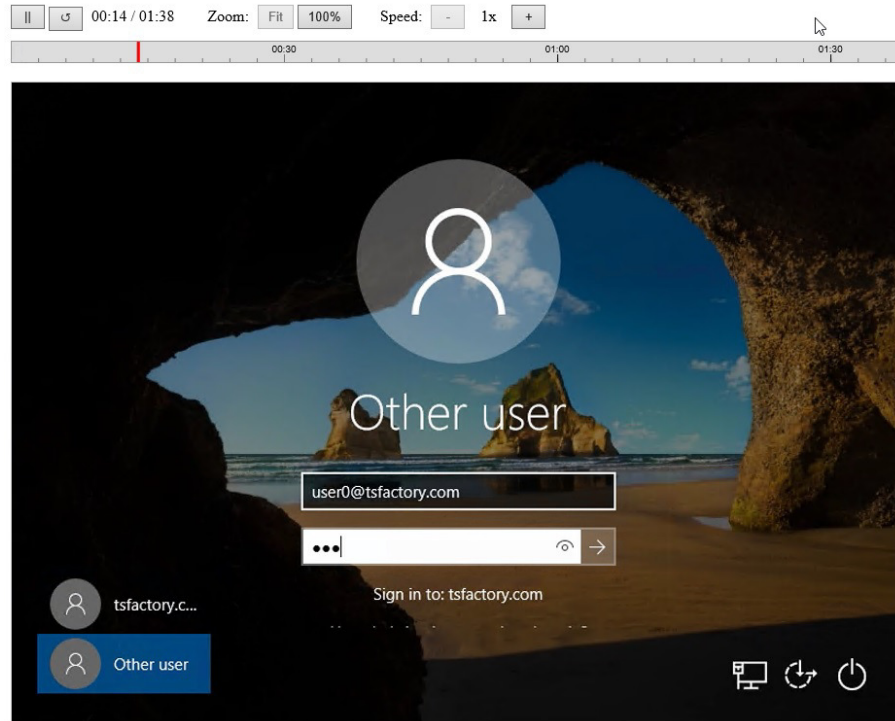 00:14 / 01:38 Zoom: Fit 100% Speed: - 1x +
00:30 01:00 01:30
Other user
user0@tsfactory.com
Sign in to: tsfactory.com
tsfactory.c...
Other user